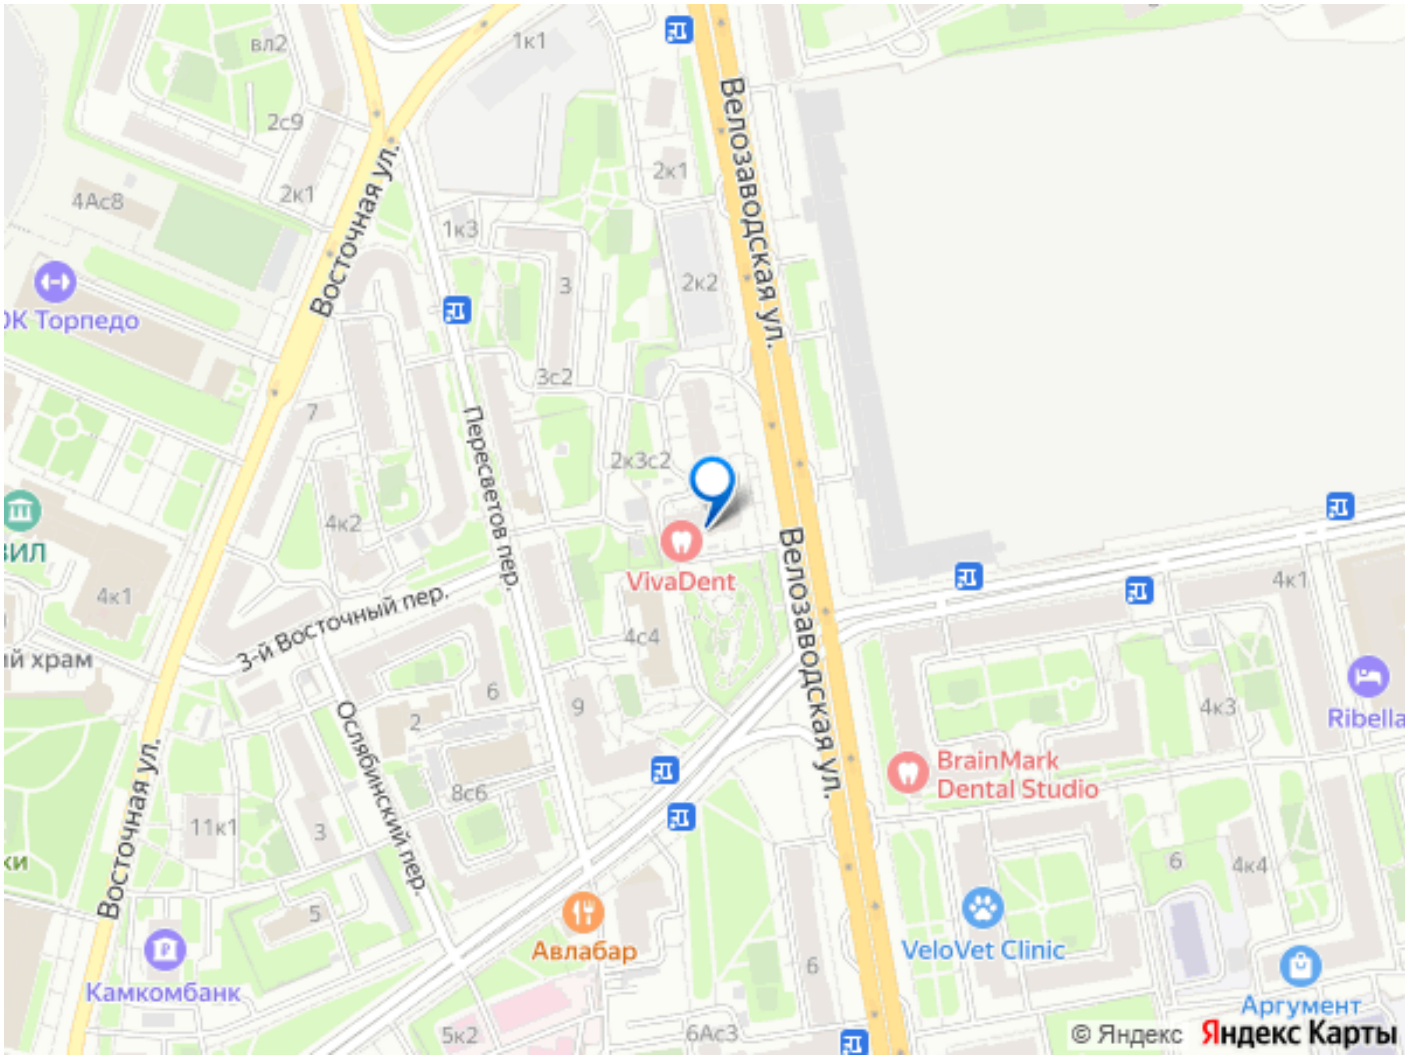 вл2
1к1
2с9
Велозаводская ул.
2к1
4Ас8
2к1
Восточная ул.
1к3
2к2
3
ОК Торпедо
3с2
7
Пересветов пер.
2к3с2
4к2
VivaDent
Велозаводская ул.
4к1
4к1
3-й Восточный пер.
4с4
ий храм
6
9
2
4к3
Ribella
Ослябинский пер.
BrainMark
Dental Studio
Восточная ул.
8с6
11к1
3
ки
6
4к4
5
Авлабар
VeloVet Clinic
6
Камкомбанк
Аргумент
5к2
6Ас3
© Яндекс Яндекс Карты